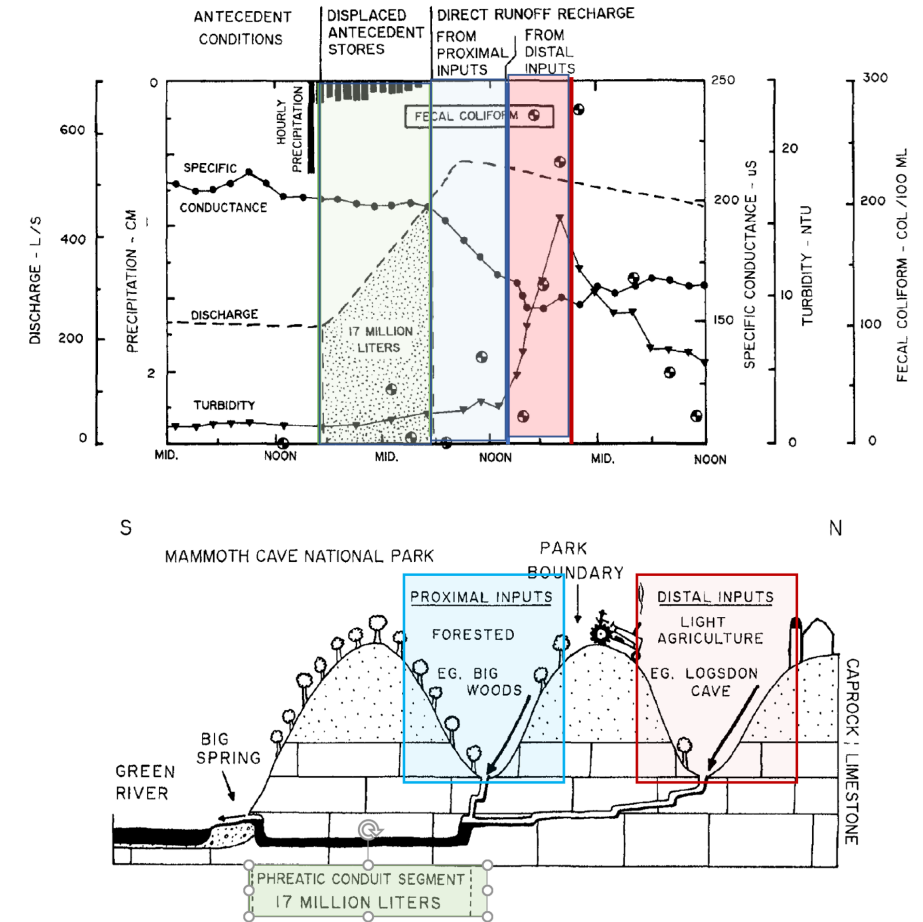 ANTECEDENT
CONDITIONS
DISPLACED
ANTECEDENT
STORES
DIRECT RUNOFF RECHARGE
FROM
PROXIMAL
INPUTS
FROM
DISTAL
INPUTS
DISCHARGE - L/S
600
400
200
0
PRECIPITATION - CM
0
1
2
HOURLY
PRECIPITATION
FECAL COLIFORM
SPECIFIC
CONDUCTANCE
DISCHARGE
17 MILLION
LITERS
TURBIDITY
250
200
150
SPECIFIC CONDUCTANCE - uS
20
10
0
TURBIDITY - NTU
300
200
100
0
FECAL COLIFORM - COL/100 ML
MID.
NOON
MID.
NOON
MID.
NOON
S
N
MAMMOTH CAVE NATIONAL PARK
PARK
BOUNDARY
PROXIMAL INPUTS
FORESTED
EG. BIG
WOODS
DISTAL INPUTS
LIGHT
AGRICULTURE
EG. LOGSDON
CAVE
BIG
SPRING
GREEN
RIVER
CAPROCK | LIMESTONE
PHREATIC CONDUIT SEGMENT
17 MILLION LITERS